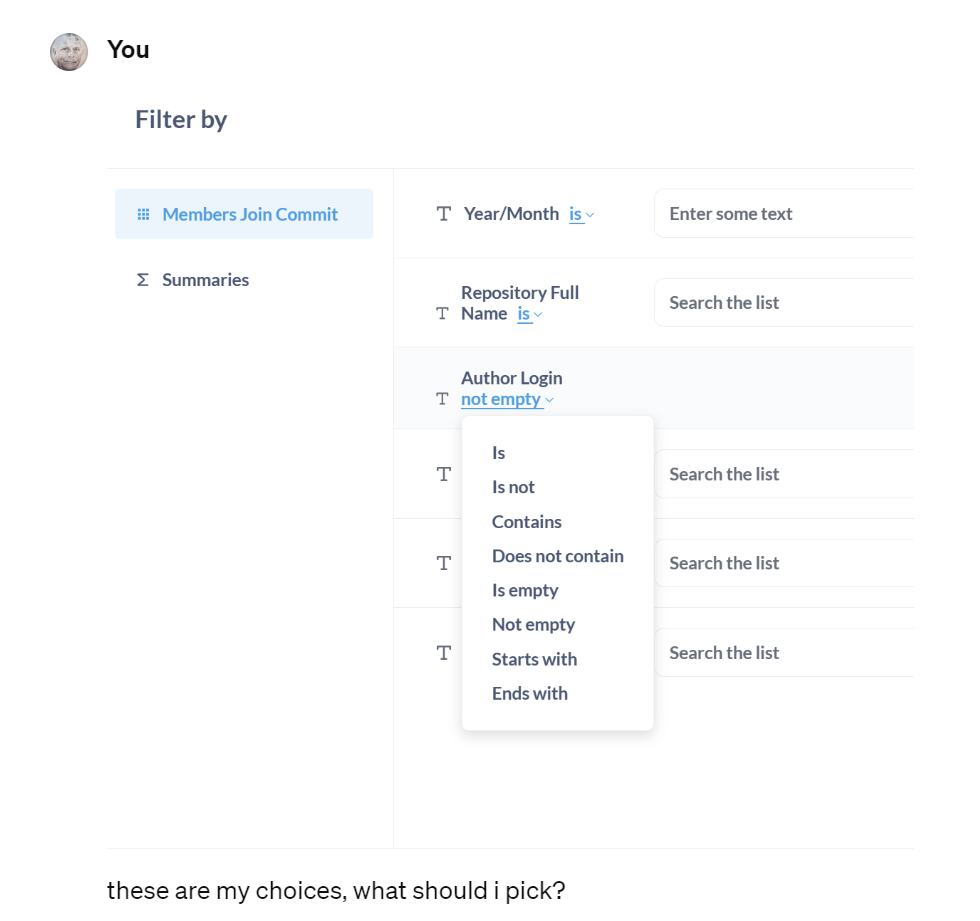 You
Filter by
Members Join Commit
Summaries
Year/Month is
Enter some text
Repository Full
Name is
Search the list
Author Login
not empty
Is
Is not
Contains
Does not contain
Is empty
Not empty
Starts with
Ends with
Search the list
Search the list
Search the list
these are my choices, what should i pick?